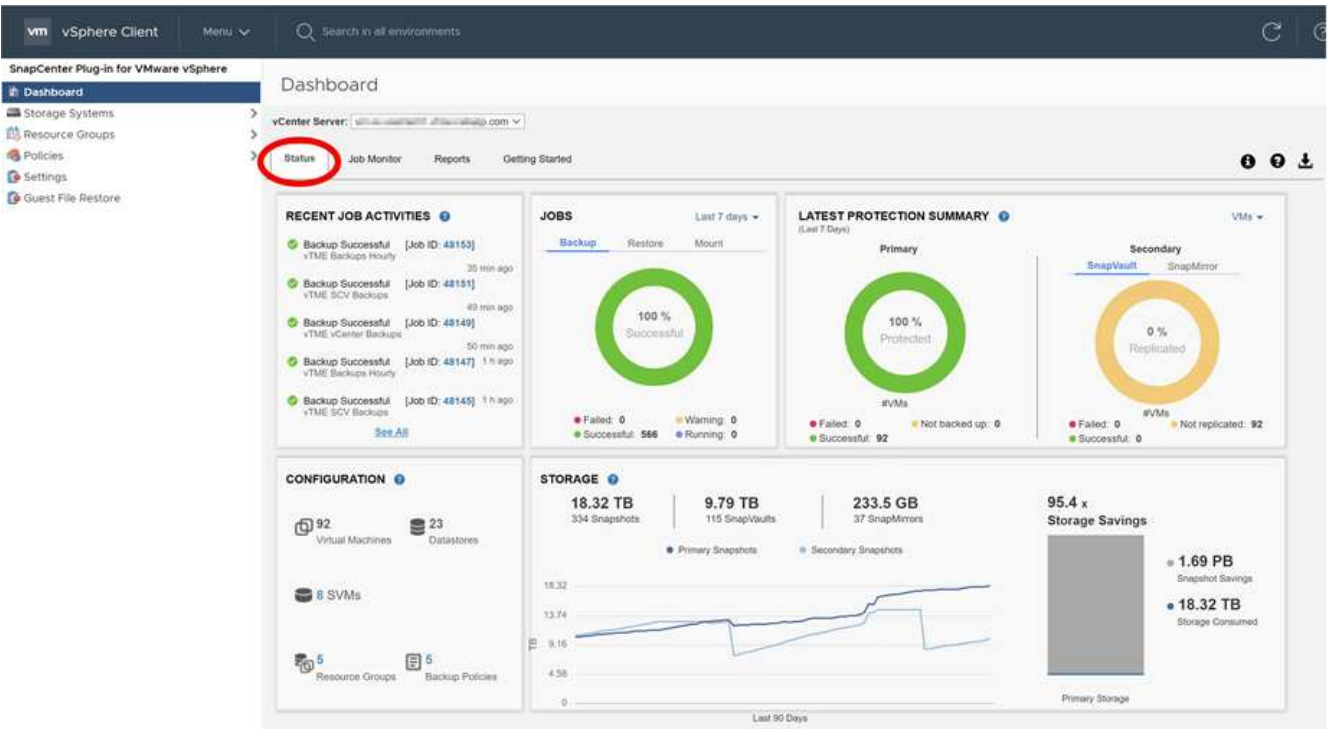 vm vSphere Client Menu Search in all environments
SnapCenter Plug-in for VMware vSphere
Dashboard
Storage Systems
Resource Groups
Policies
Settings
Guest File Restore
Dashboard
vCenter Server: .com
Status Job Monitor Reports Getting Started
RECENT JOB ACTIVITIES
Backup Successful [Job ID: 48153]
vTME Backups Hourly
35 min ago
Backup Successful [Job ID: 48151]
vTME SCV Backups
49 min ago
Backup Successful [Job ID: 48149]
vTME vCenter Backups
50 min ago
Backup Successful [Job ID: 48147] 1 h ago
vTME Backups Hourly
Backup Successful [Job ID: 48145] 1 h ago
vTME SCV Backups
See All
JOBS Last 7 days
Backup Restore Mount
100 %
Successful
Failed: 0 Warning: 0
Successful: 566 Running: 0
LATEST PROTECTION SUMMARY VMs
(Last 7 Days)
Primary
100 %
Protected
#VMs
Failed: 0 Not backed up: 0
Successful: 92
Secondary
SnapVault SnapMirror
0 %
Replicated
#VMs
Failed: 0 Not replicated: 92
Successful: 0
CONFIGURATION
92
Virtual Machines
23
Datastores
8 SVMs
5
Resource Groups
5
Backup Policies
STORAGE
18.32 TB
334 Snapshots
9.79 TB
115 SnapVaults
233.5 GB
37 SnapMirrors
Primary Snapshots Secondary Snapshots
18.32
13.74
9.16
4.58
0
TB
Last 90 Days
95.4 x
Storage Savings
1.69 PB
Snapshot Savings
18.32 TB
Storage Consumed
Primary Storage